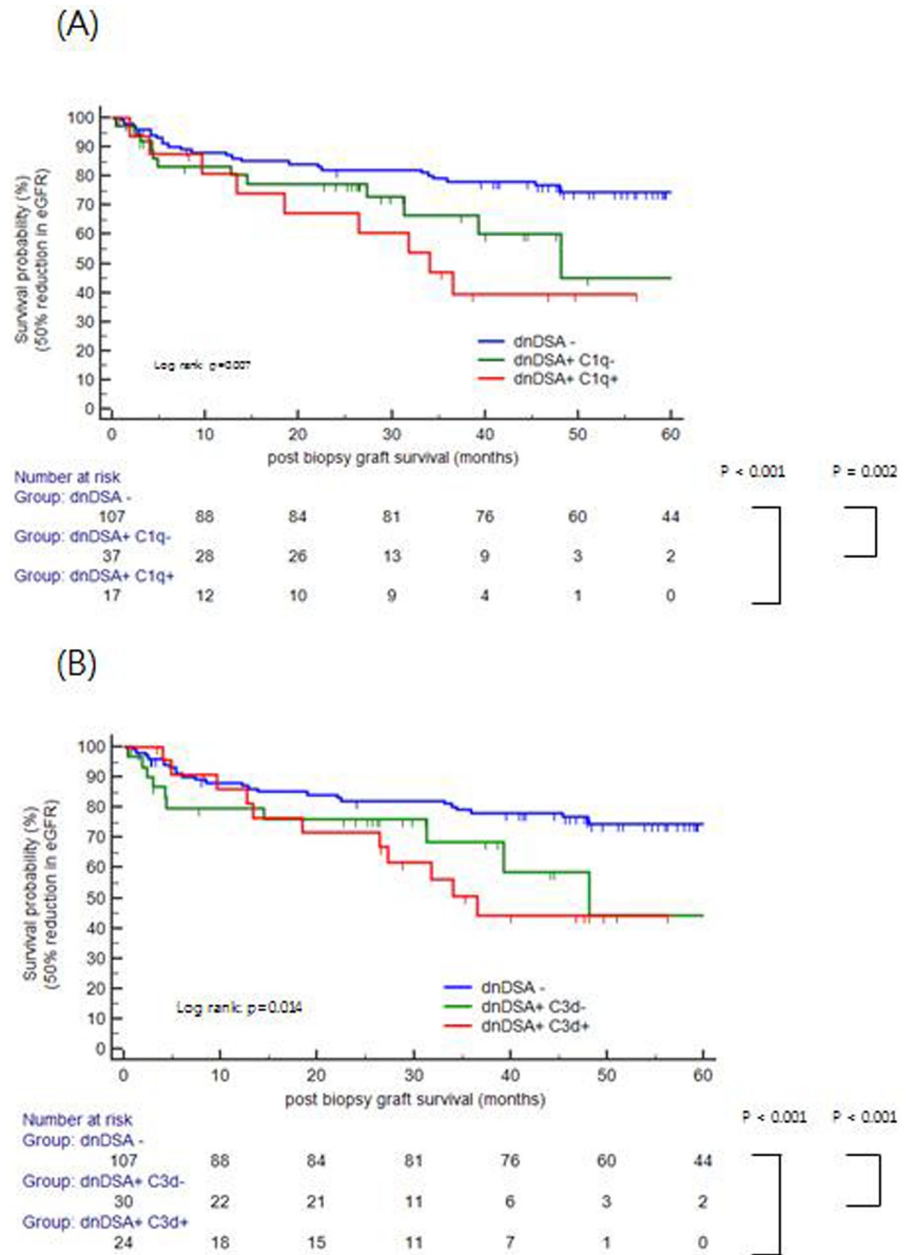 (A)
100
90
80
70
60
50
40
30
20
10
0
Survival probability (%)
(50% reduction in eGFR)
Log rank: p=0.007
dnDSA -
dnDSA+ C1q-
dnDSA+ C1q+
0 10 20 30 40 50 60
post biopsy graft survival (months)
P < 0.001 P = 0.002
Number at risk
Group: dnDSA -
107 88 84 81 76 60 44
Group: dnDSA+ C1q-
37 28 26 13 9 3 2
Group: dnDSA+ C1q+
17 12 10 9 4 1 0
(B)
100
90
80
70
60
50
40
30
20
10
0
Survival probability (%)
(50% reduction in eGFR)
Log rank: p=0.014
dnDSA -
dnDSA+ C3d-
dnDSA+ C3d+
0 10 20 30 40 50 60
post biopsy graft survival (months)
P < 0.001 P < 0.001
Number at risk
Group: dnDSA -
107 88 84 81 76 60 44
Group: dnDSA+ C3d-
30 22 21 11 6 3 2
Group: dnDSA+ C3d+
24 18 15 11 7 1 0